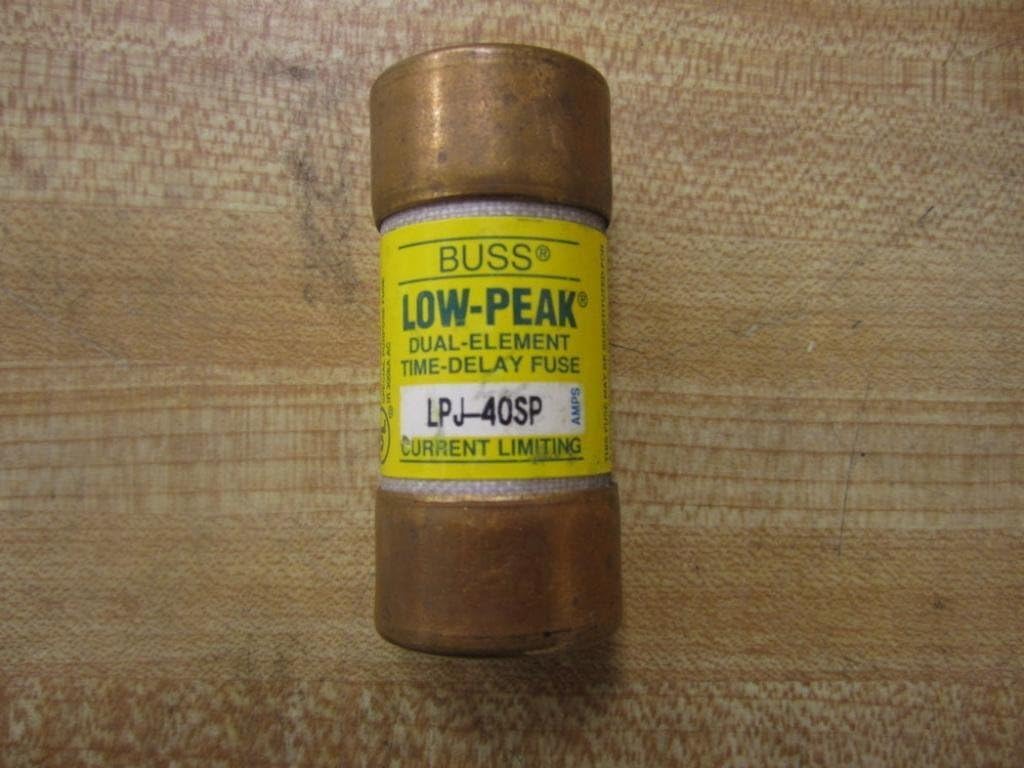 BUSS®
LOW-PEAK®
DUAL-ELEMENT
TIME-DELAY FUSE
LPJ-40SP
AMPS
CURRENT LIMITING